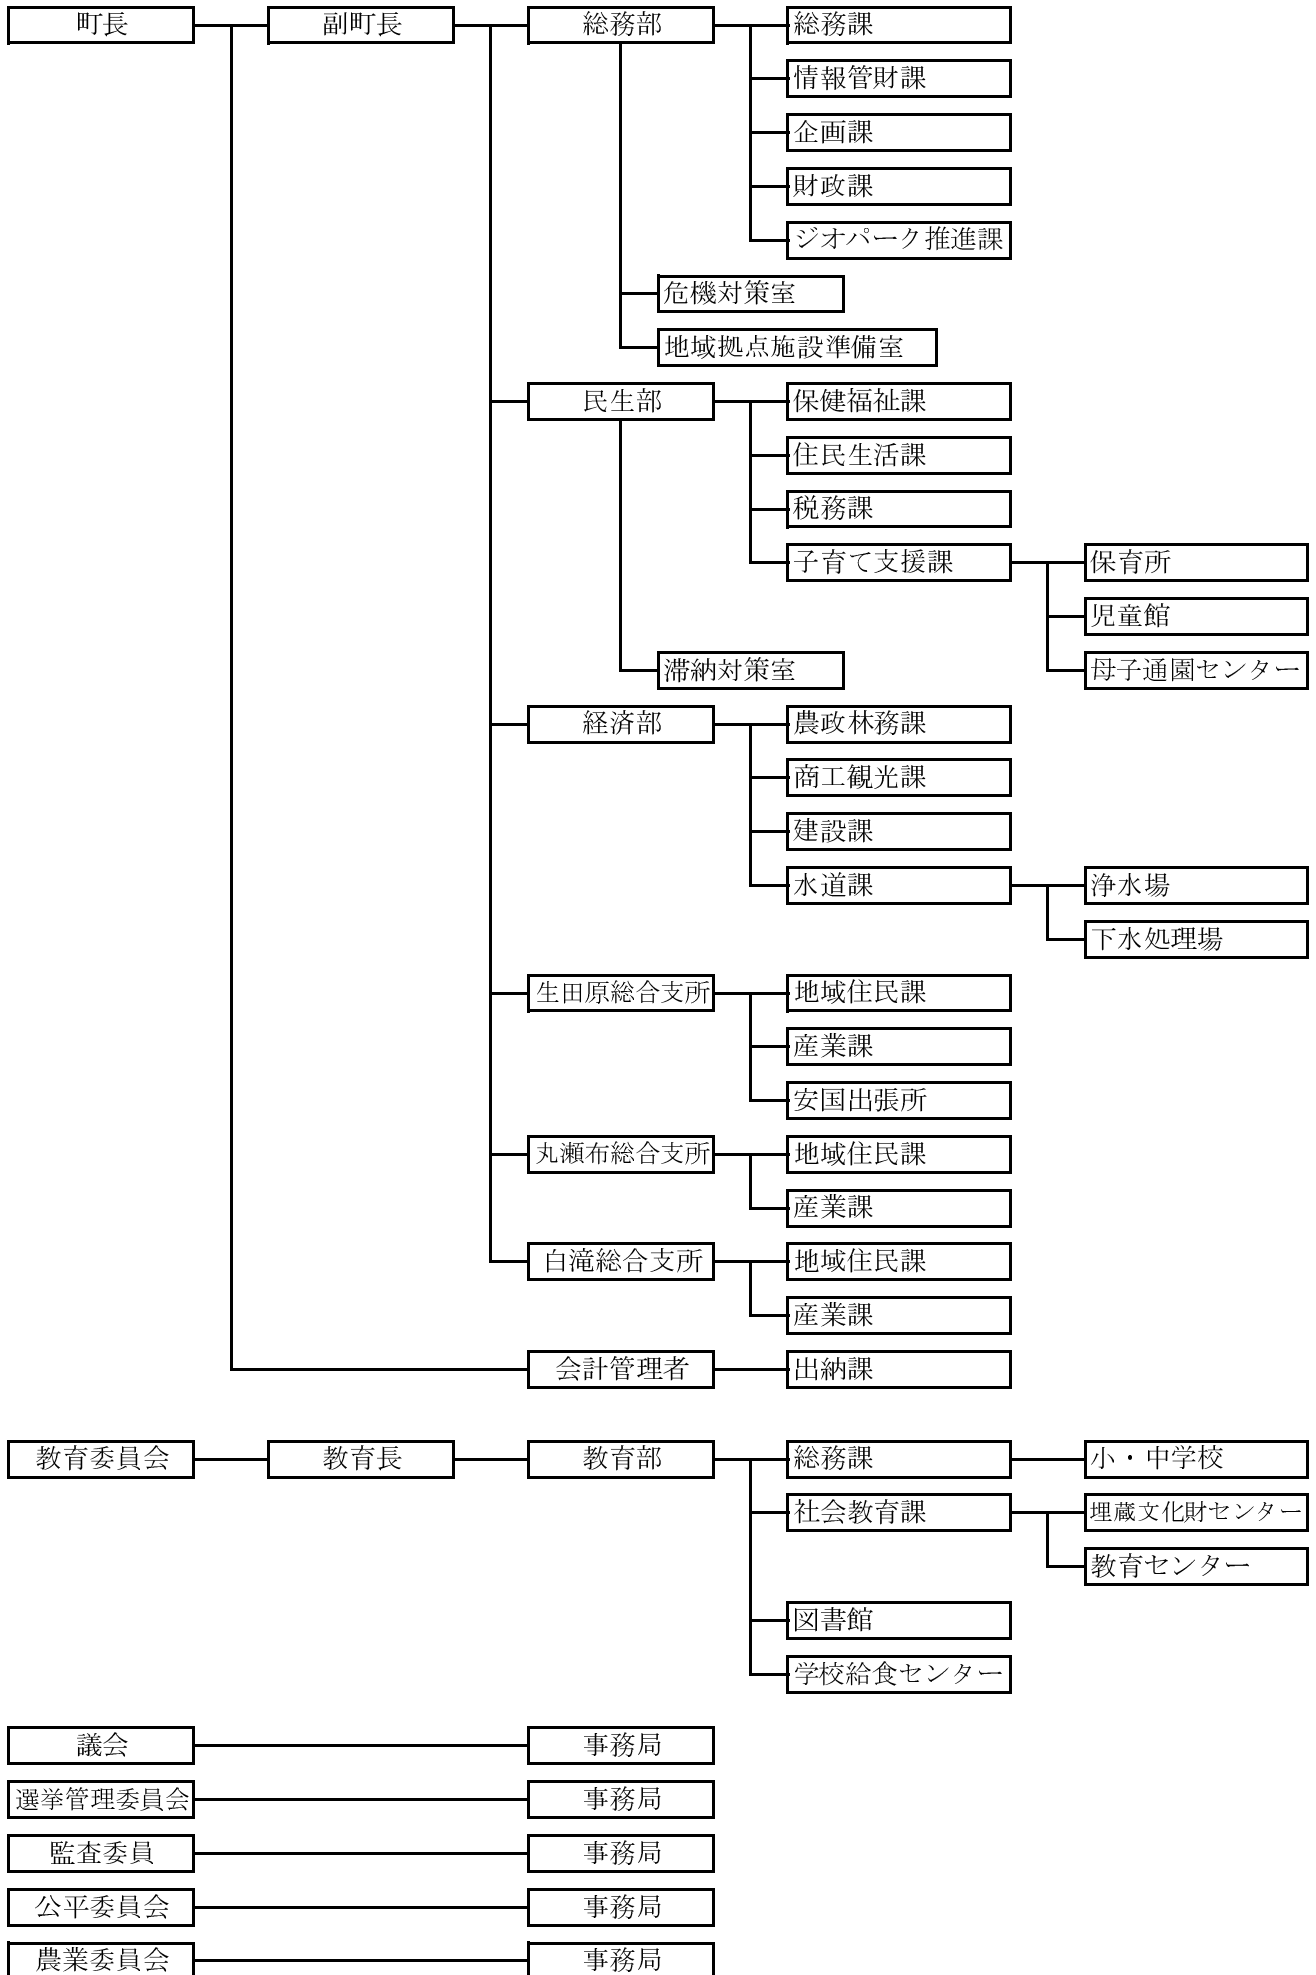 町長 副町長 総務部 総務課
情報管財課
企画課
財政課
ジオパーク推進課
危機対策室
地域拠点施設準備室
民生部 保健福祉課
住民生活課
税務課
子育て支援課 保育所
児童館
滞納対策室 母子通園センター
経済部 農政林務課
商工観光課
建設課
水道課 浄水場
下水処理場
生田原総合支所 地域住民課
産業課
安国出張所
丸瀬布総合支所 地域住民課
産業課
白滝総合支所 地域住民課
産業課
会計管理者 出納課
教育委員会 教育長 教育部 総務課 小・中学校
社会教育課 埋蔵文化財センター
教育センター
図書館
学校給食センター
議会 事務局
選挙管理委員会 事務局
監査委員 事務局
公平委員会 事務局
農業委員会 事務局